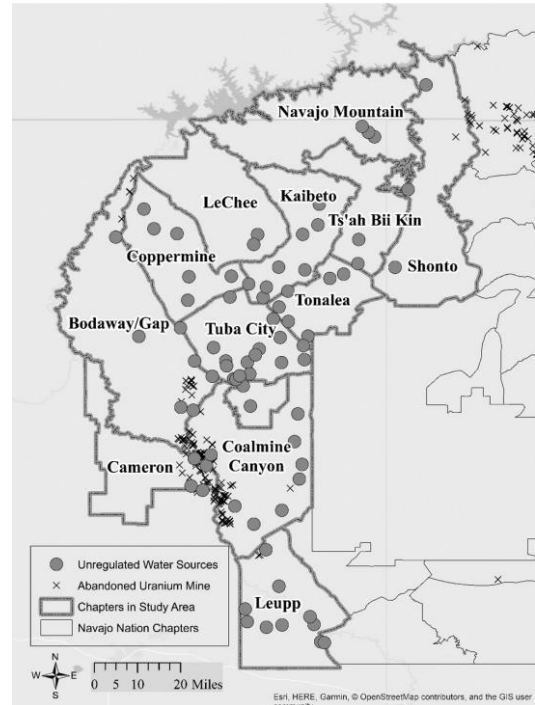 Navajo Mountain
LeChee
Kaibeto
Ts'ah Bii Kin
Coppermine
Shonto
Tonalea
Bodaway/Gap
Tuba City
Coalmine
Canyon
Cameron
Leupp
Unregulated Water Sources
Abandoned Uranium Mine
Chapters in Study Area
Navajo Nation Chapters
N
W E
S
0 5 10 20 Miles
Esri, HERE, Garmin, © OpenStreetMap contributors, and the GIS user